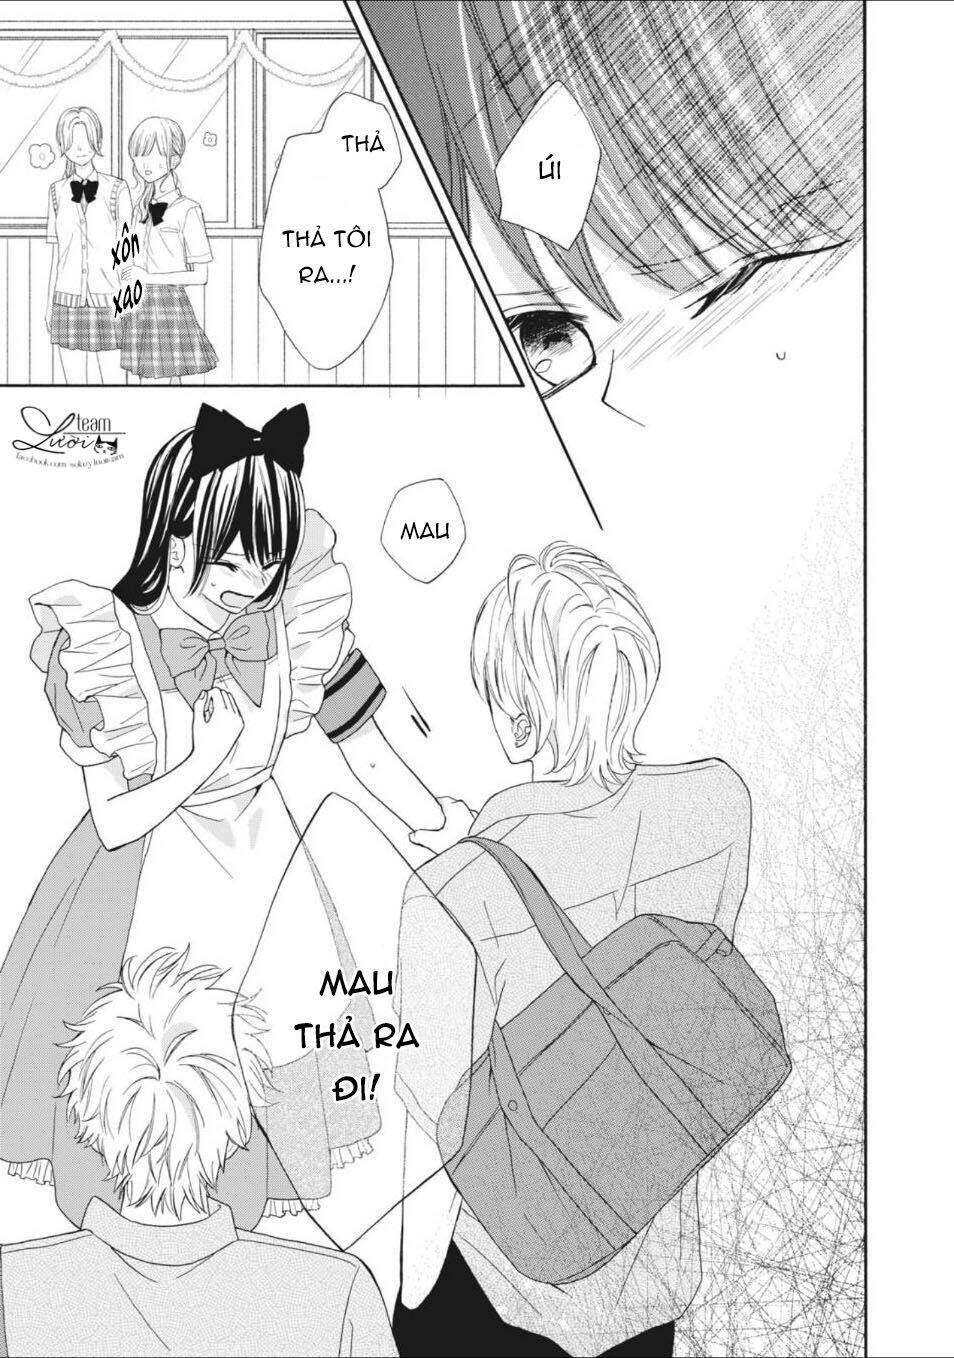 ÚI
THẢ
THẢ TÔI
RA...!
XÔN
XAO
team
Lười
MAU
MAU
THẢ RA
ĐI!